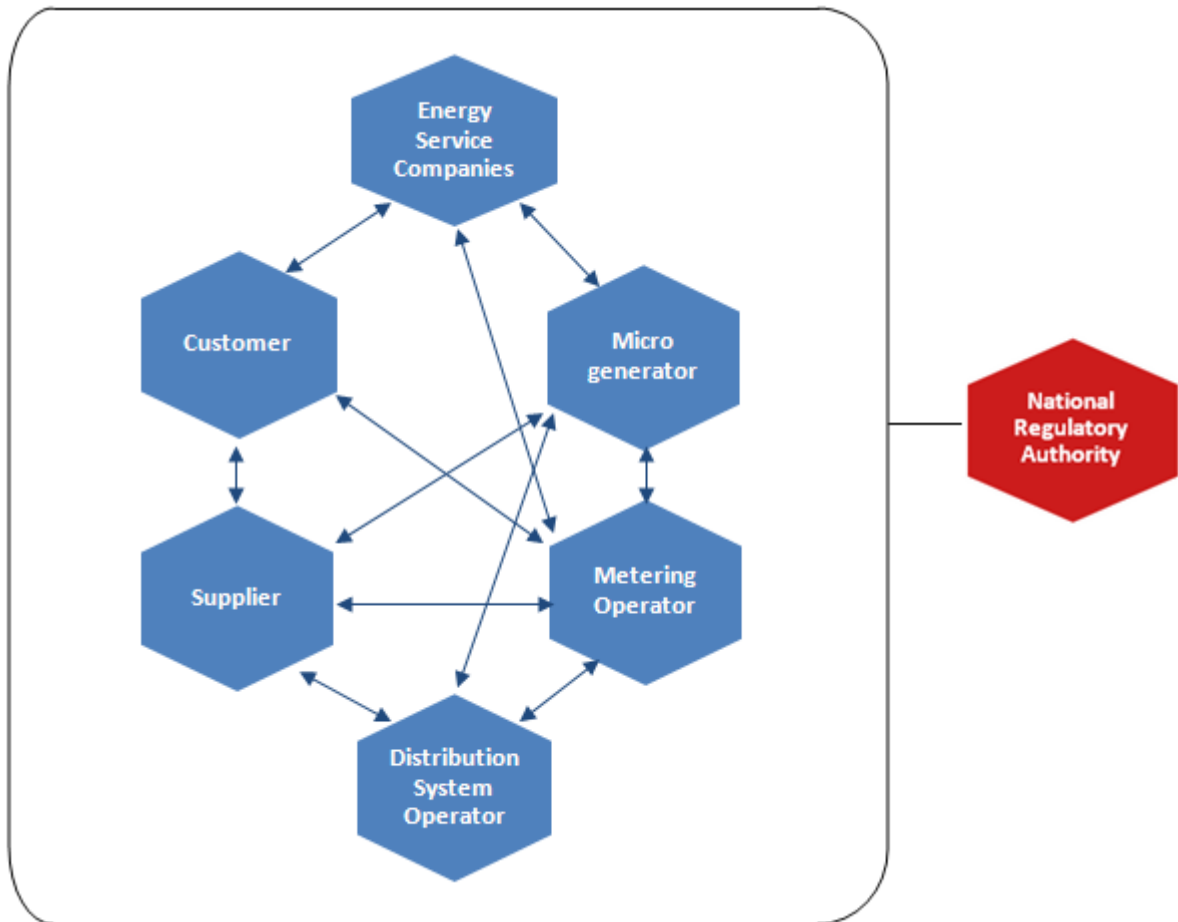 Energy
Service
Companies
Customer
Micro
generator
National
Regulatory
Authority
Supplier
Metering
Operator
Distribution
System
Operator